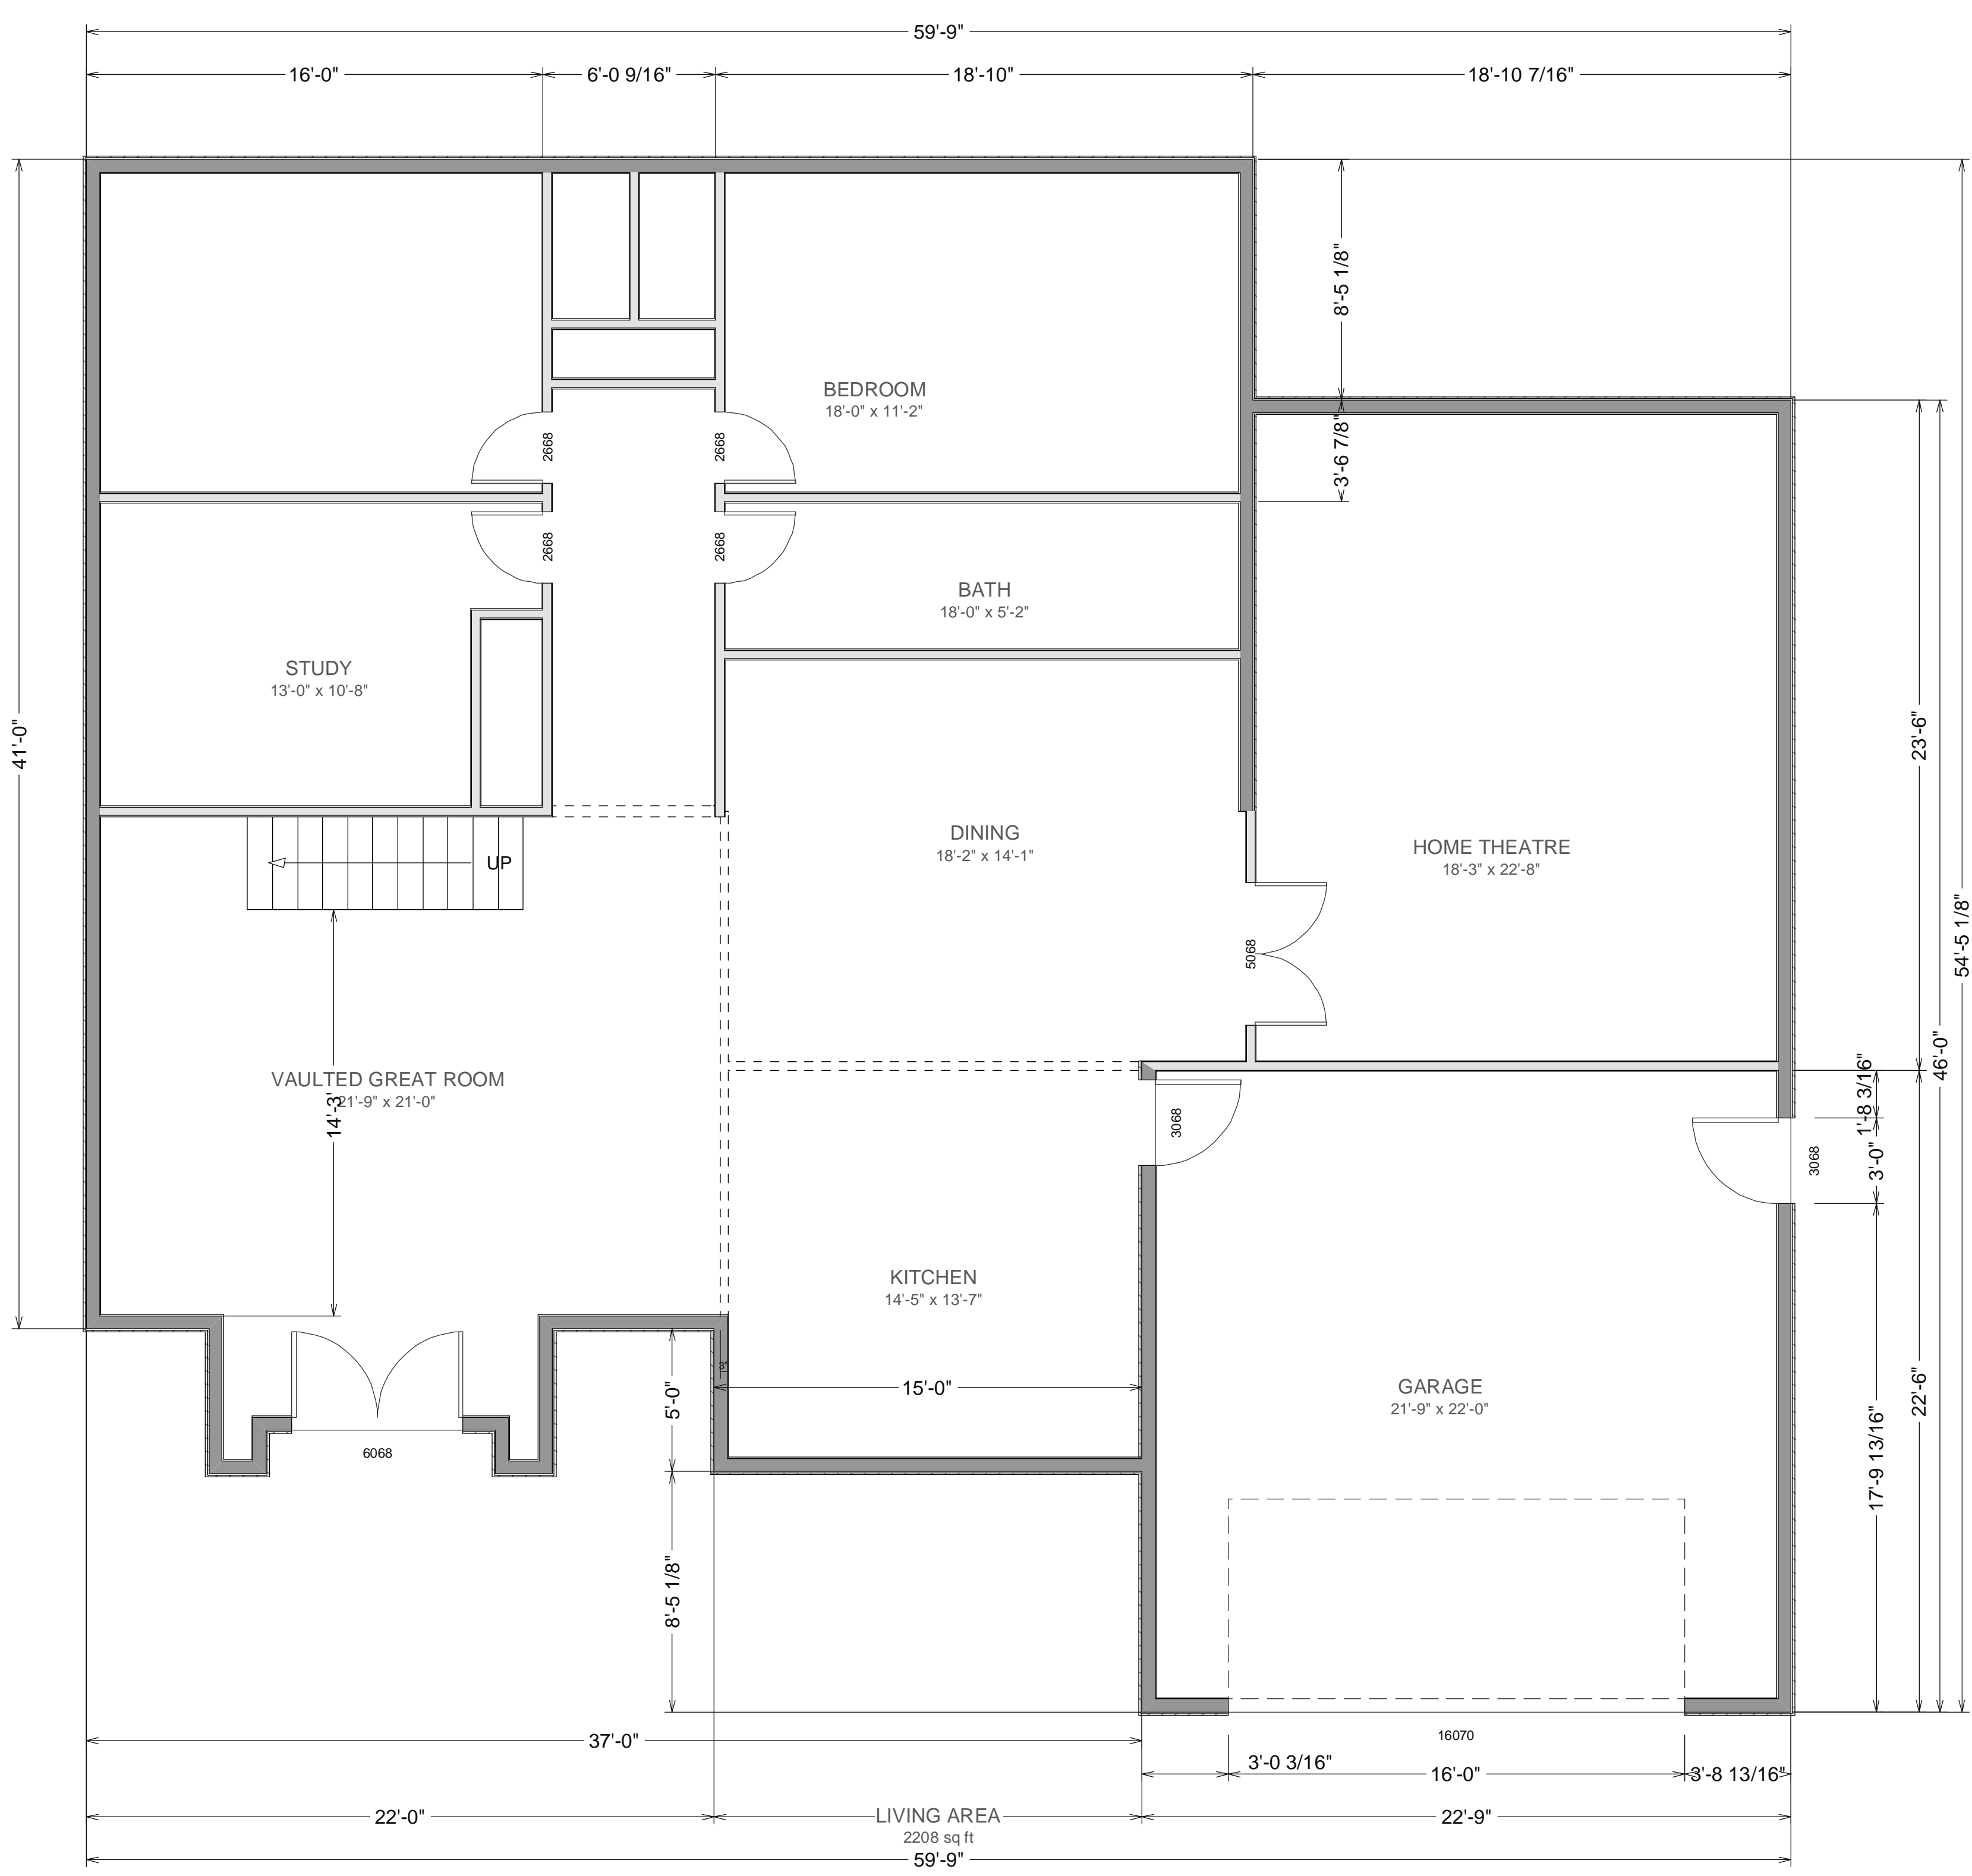 59'-9"
16'-0"
6'-0 9/16"
18'-10"
18'-10 7/16"
8'-5 1/8"
3'-6 7/8"
BEDROOM
18'-0" x 11'-2"
2668
2668
2668
2668
BATH
18'-0" x 5'-2"
STUDY
13'-0" x 10'-8"
41'-0"
23'-6"
DINING
18'-2" x 14'-1"
HOME THEATRE
18'-3" x 22'-8"
UP
5068
54'-5 1/8"
46'-0"
VAULTED GREAT ROOM
21'-9" x 21'-0"
14'-3"
3068
1'-8 3/16"
3'-0"
3068
KITCHEN
14'-5" x 13'-7"
3"
15'-0"
5'-0"
GARAGE
21'-9" x 22'-0"
22'-6"
17'-9 13/16"
6068
8'-5 1/8"
37'-0"
16070
3'-0 3/16"
16'-0"
3'-8 13/16"
22'-0"
LIVING AREA
2208 sq ft
22'-9"
59'-9"